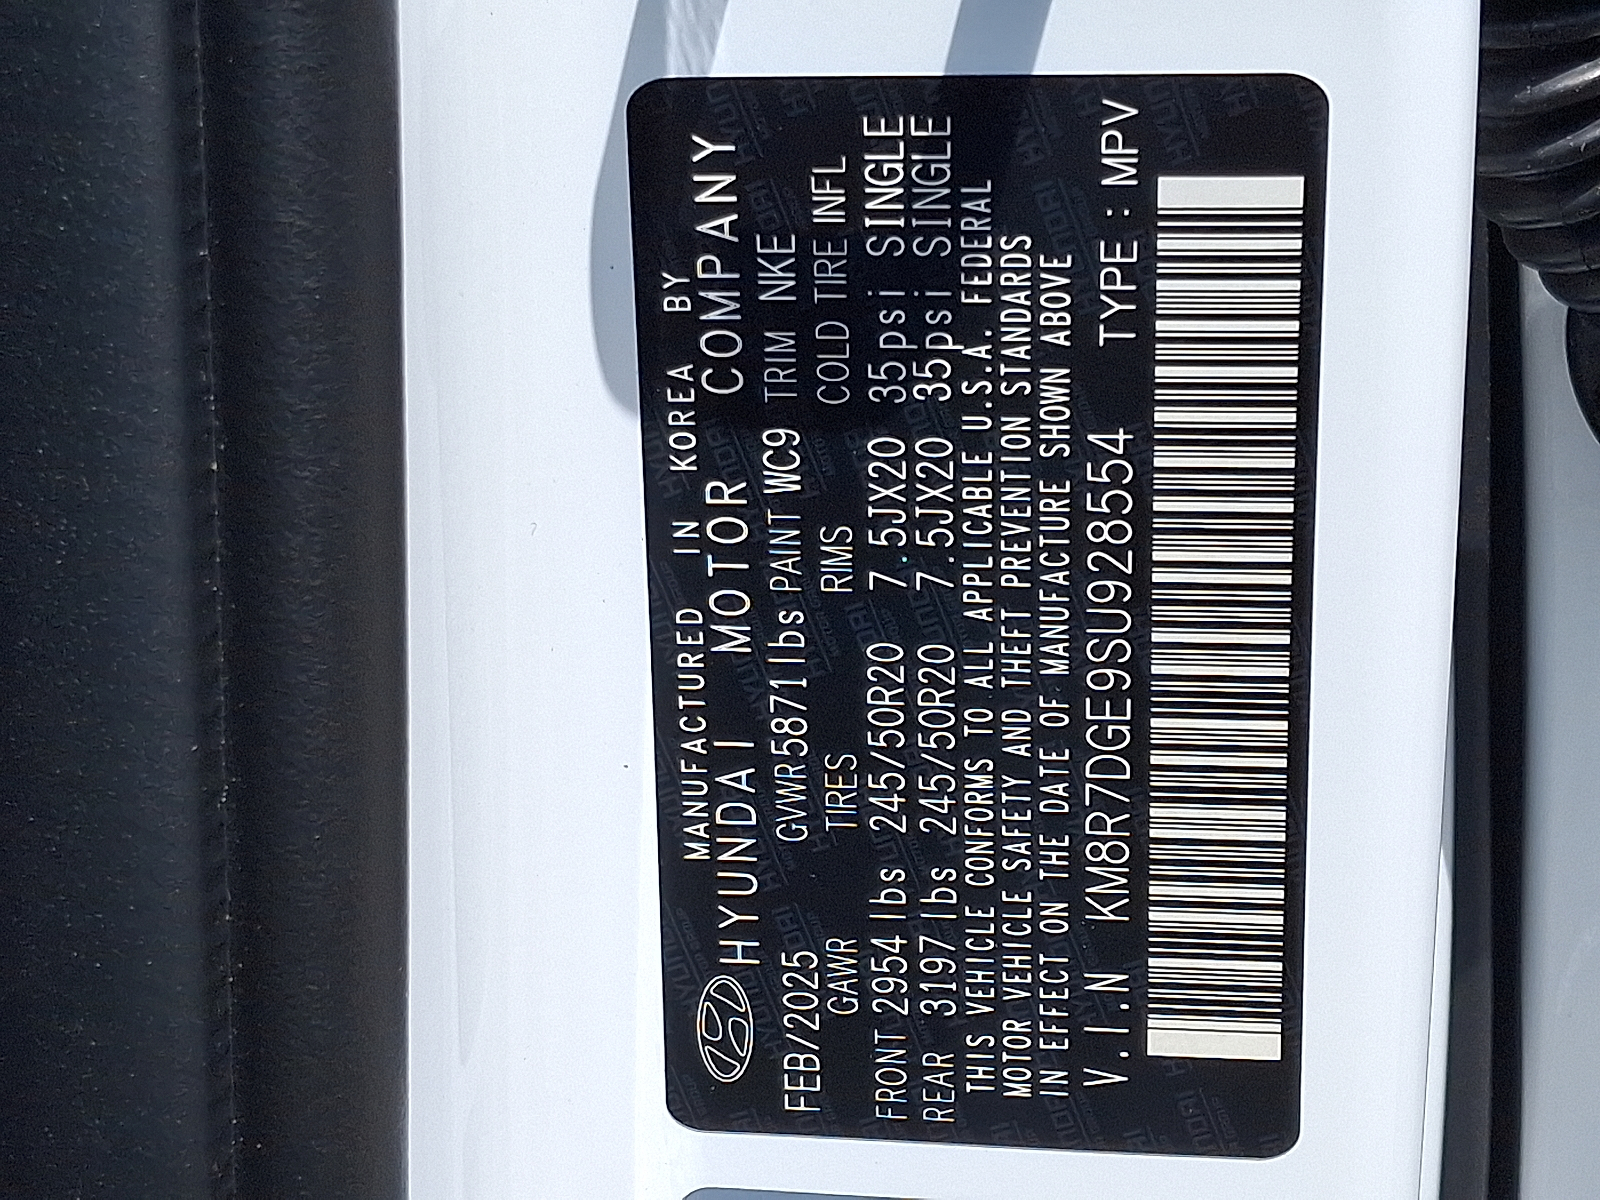 MANUFACTURED IN KOREA BY
HYUNDAI MOTOR COMPANY
FEB/2025 GVWR5871lbs PAINT WC9 TRIM NKE
GAWR TIRES RIMS COLD TIRE INFL
FRONT 2954 lbs 245/50R20 7.5JX20 35psi SINGLE
REAR 3197 lbs 245/50R20 7.5JX20 35psi SINGLE
THIS VEHICLE CONFORMS TO ALL APPLICABLE U.S.A. FEDERAL
MOTOR VEHICLE SAFETY AND THEFT PREVENTION STANDARDS
IN EFFECT ON THE DATE OF MANUFACTURE SHOWN ABOVE
V.I.N KM8R7DGE9SU928554 TYPE : MPV